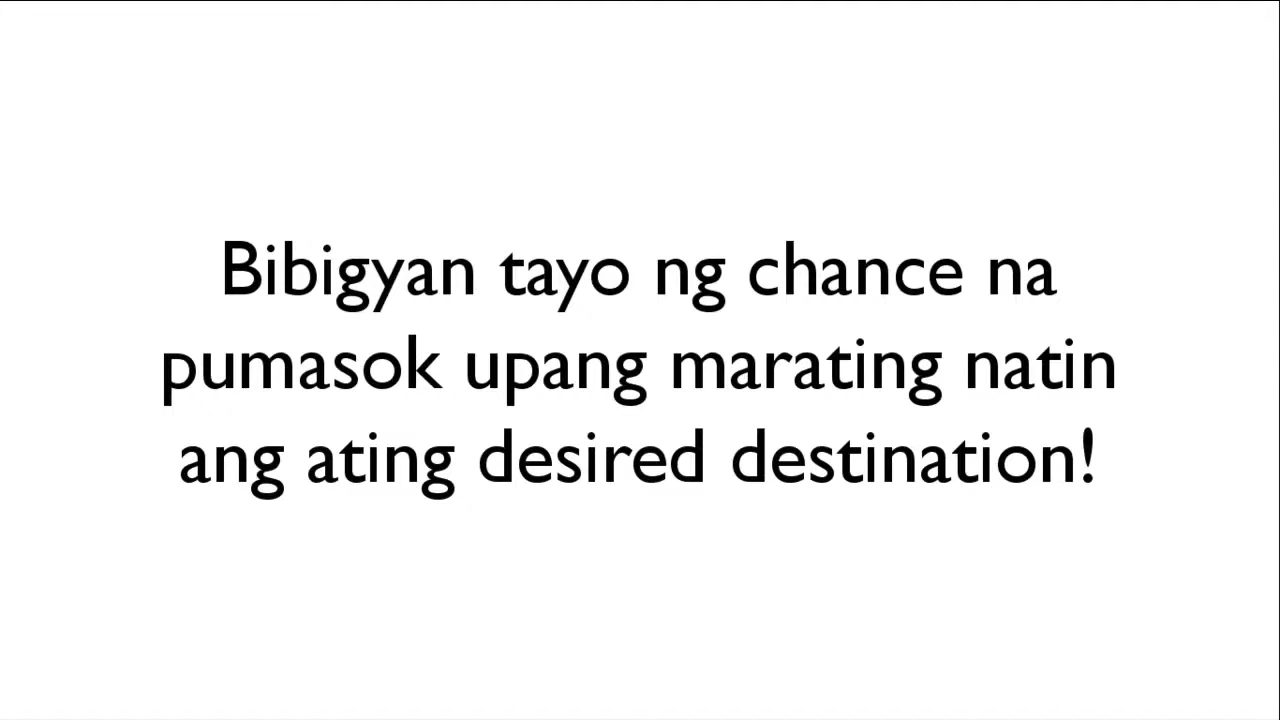 Bibigyan tayo ng chance na
pumasok upang marating natin
ang ating desired destination!